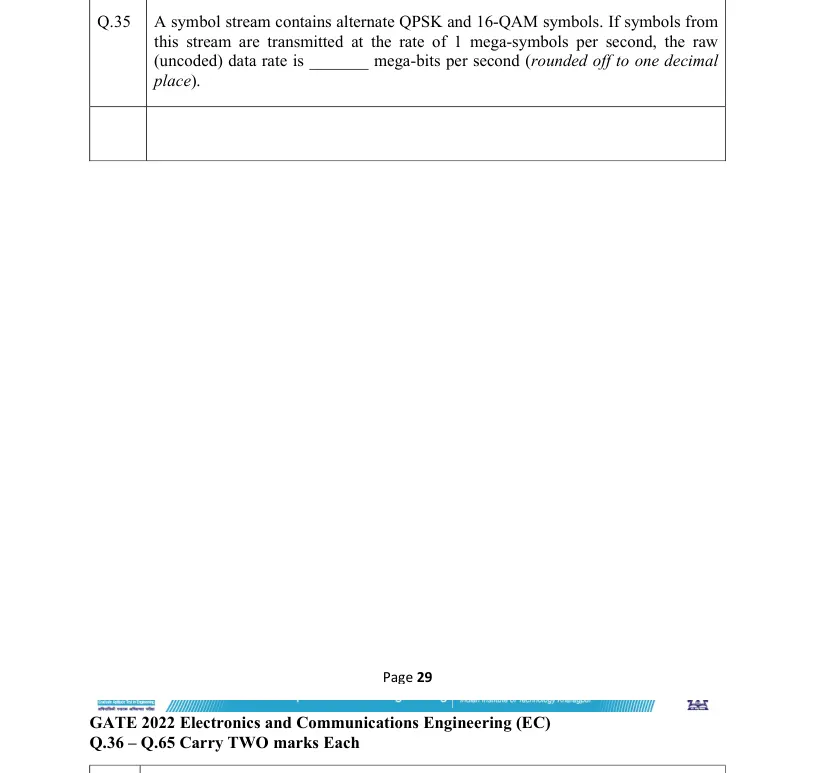 Q.35 A symbol stream contains alternate QPSK and 16-QAM symbols. If symbols from
this stream are transmitted at the rate of 1 mega-symbols per second, the raw
(uncoded) data rate is _______ mega-bits per second (rounded off to one decimal
place).
Page 29
GATE 2022 Electronics and Communications Engineering (EC)
Q.36 – Q.65 Carry TWO marks Each